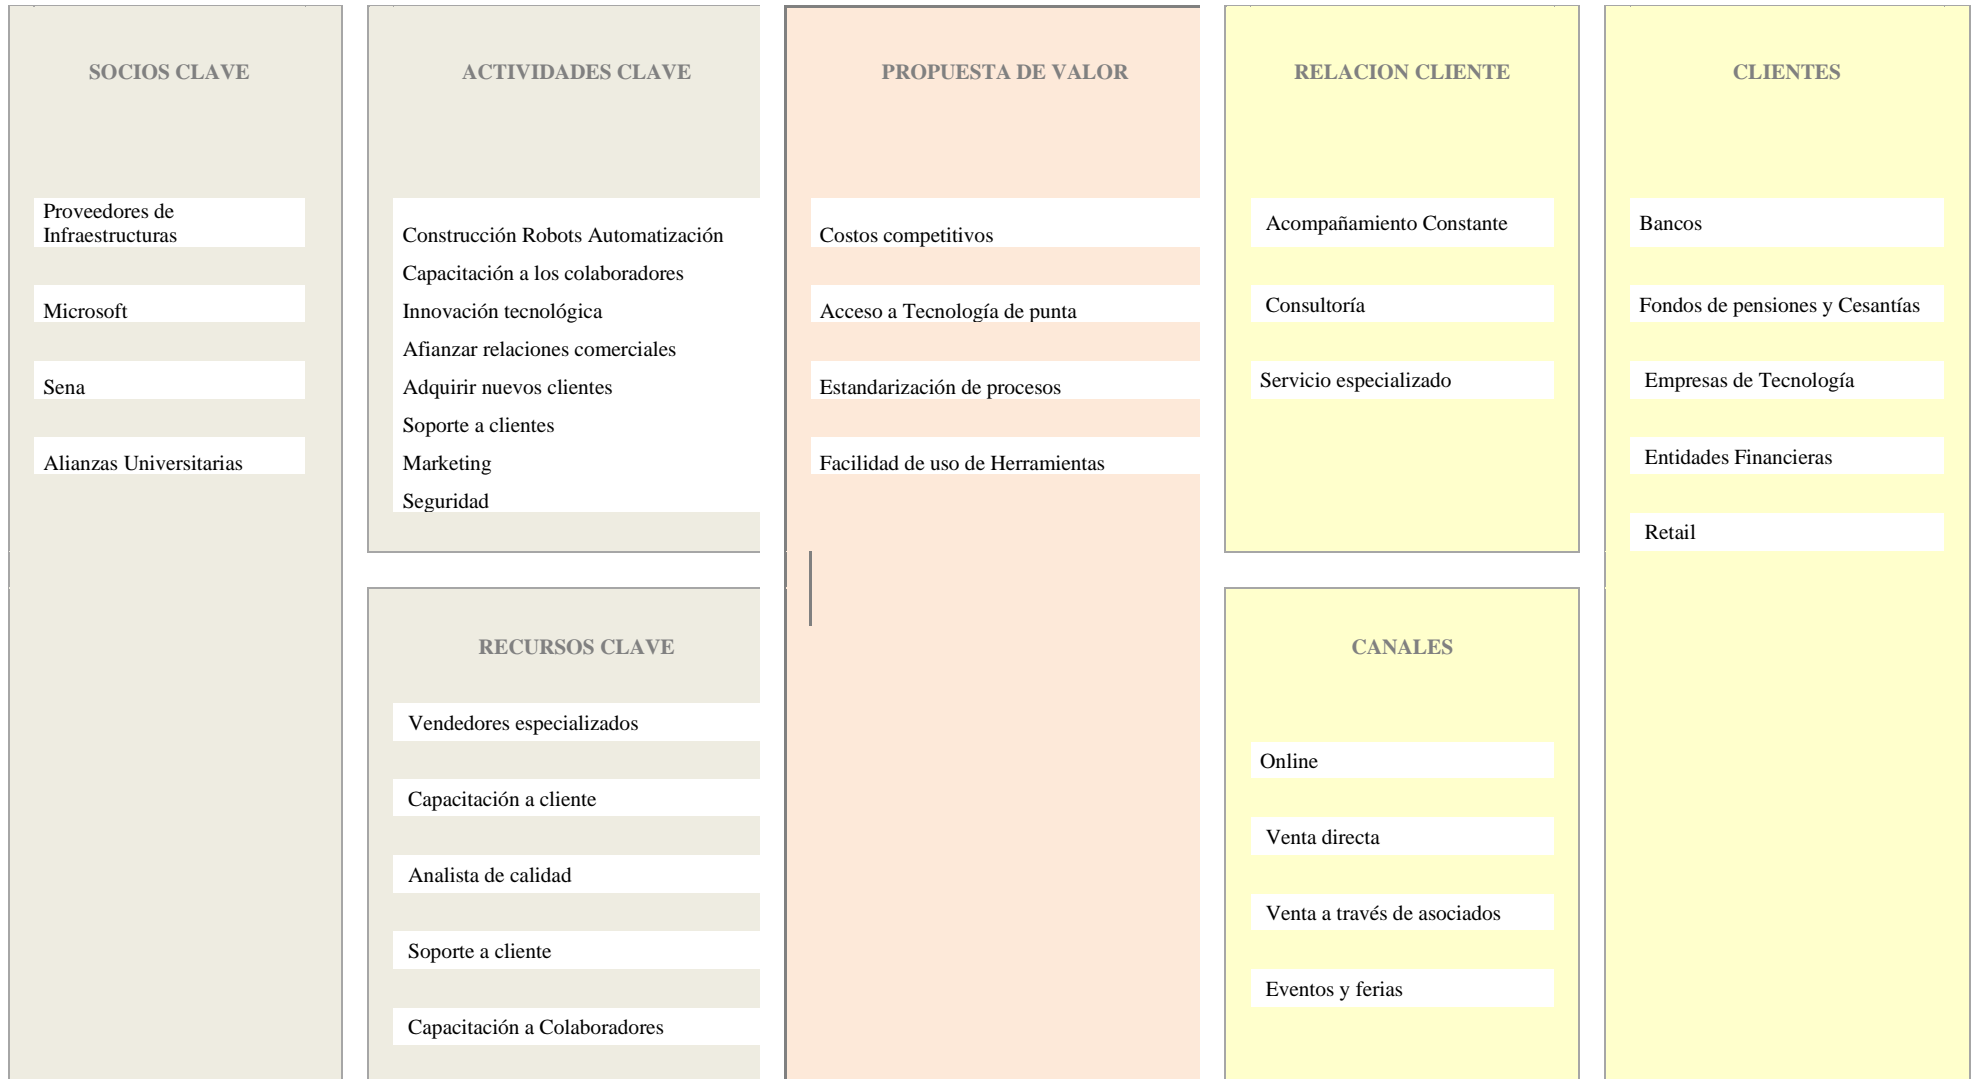 SOCIOS CLAVE
Proveedores de
Infraestructuras
Microsoft
Sena
Alianzas Universitarias
ACTIVIDADES CLAVE
Construcción Robots Automatización
Capacitación a los colaboradores
Innovación tecnológica
Afianzar relaciones comerciales
Adquirir nuevos clientes
Soporte a clientes
Marketing
Seguridad
RECURSOS CLAVE
Vendedores especializados
Capacitación a cliente
Analista de calidad
Soporte a cliente
Capacitación a Colaboradores
PROPUESTA DE VALOR
Costos competitivos
Acceso a Tecnología de punta
Estandarización de procesos
Facilidad de uso de Herramientas
RELACION CLIENTE
Acompañamiento Constante
Consultoría
Servicio especializado
CANALES
Online
Venta directa
Venta a través de asociados
Eventos y ferias
CLIENTES
Bancos
Fondos de pensiones y Cesantías
Empresas de Tecnología
Entidades Financieras
Retail